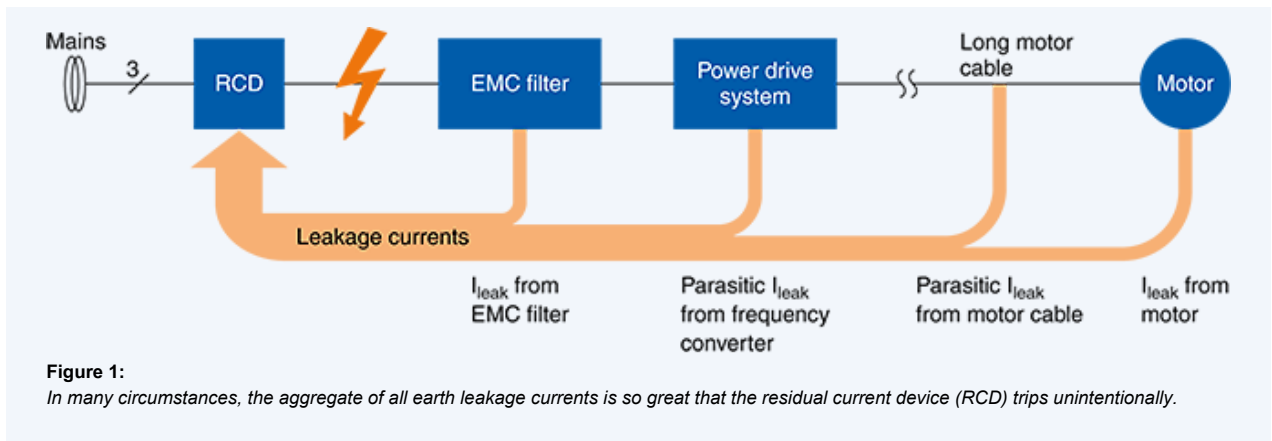 Mains
3
RCD
EMC filter
Power drive
system
Long motor
cable
Motor
Leakage currents
Ileak from
EMC filter
Parasitic Ileak
from frequency
converter
Parasitic Ileak
from motor cable
Ileak from
motor
Figure 1:
In many circumstances, the aggregate of all earth leakage currents is so great that the residual current device (RCD) trips unintentionally.